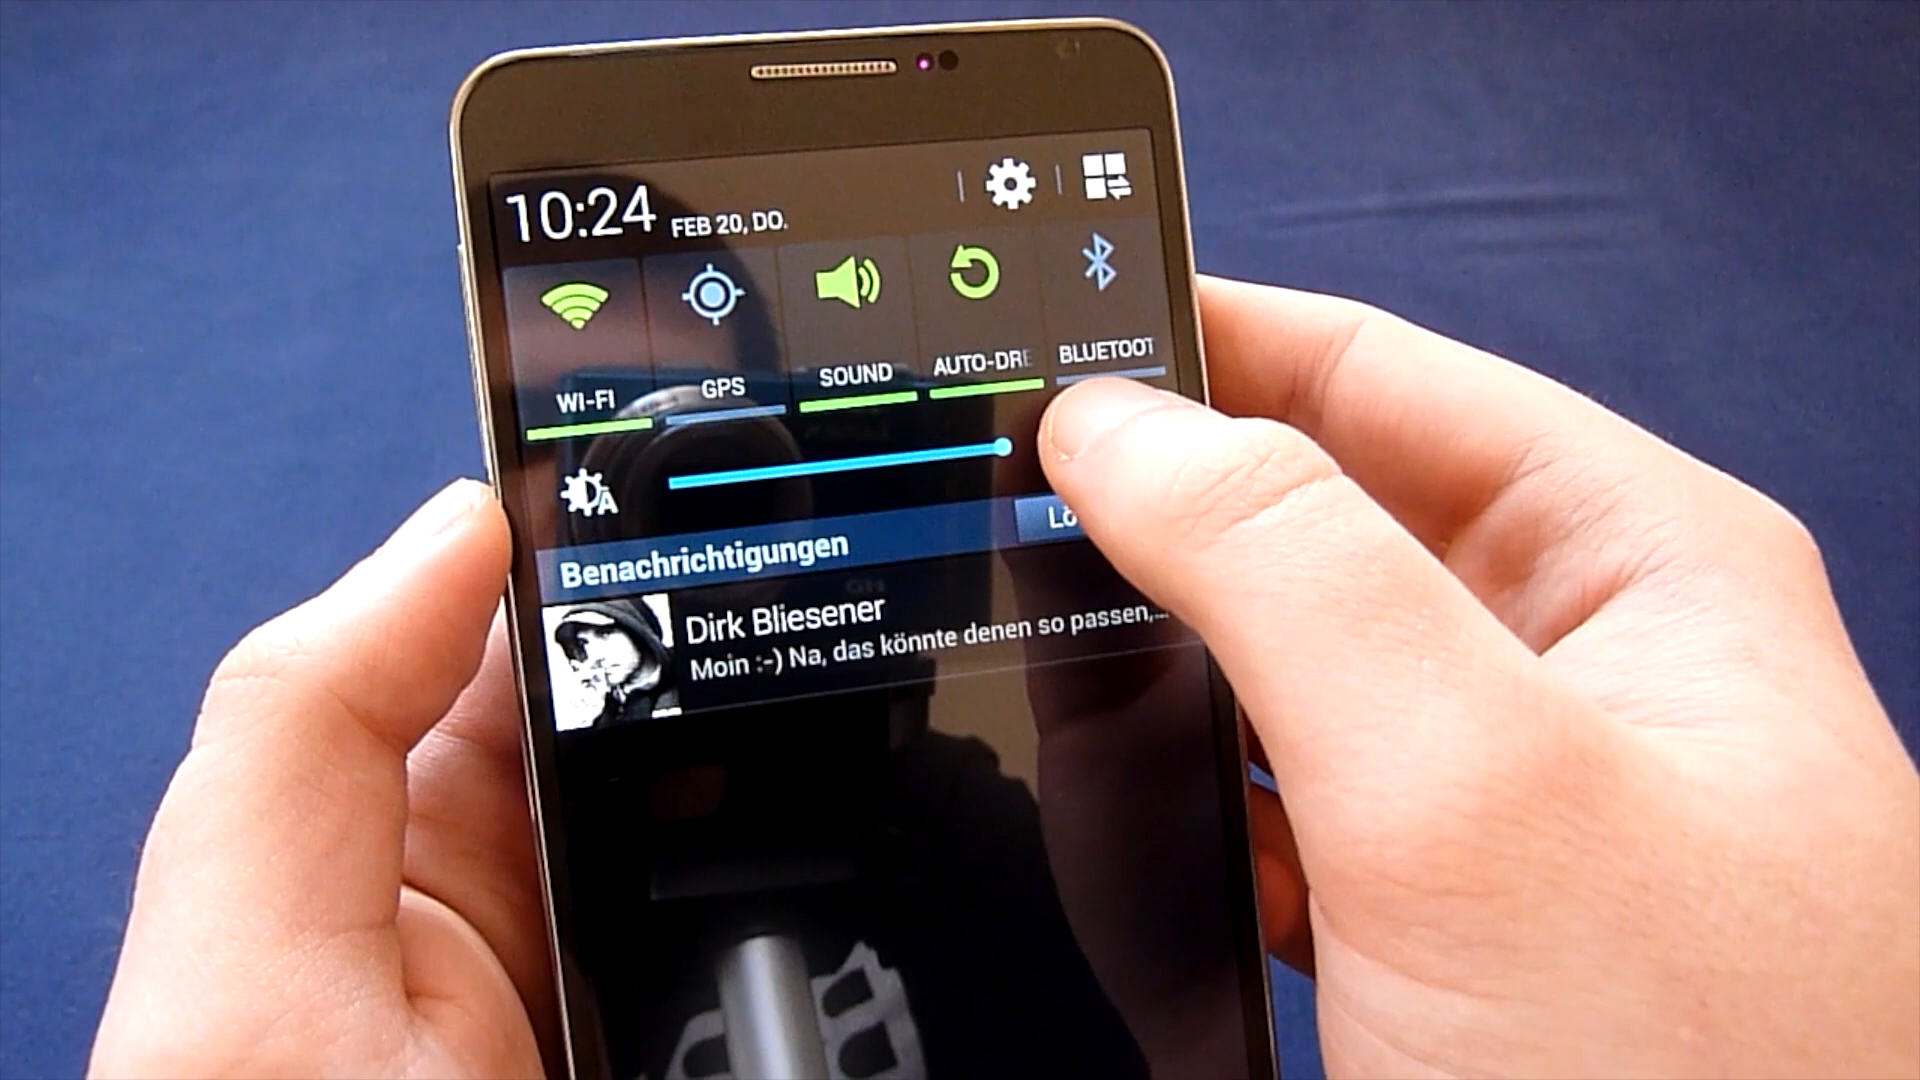 10:24 FEB 20, DO.
WI-FI GPS SOUND AUTO-DRE BLUETOOT
A
Benachrichtigungen
Dirk Bliesener
Moin :-) Na, das könnte denen so passen,...